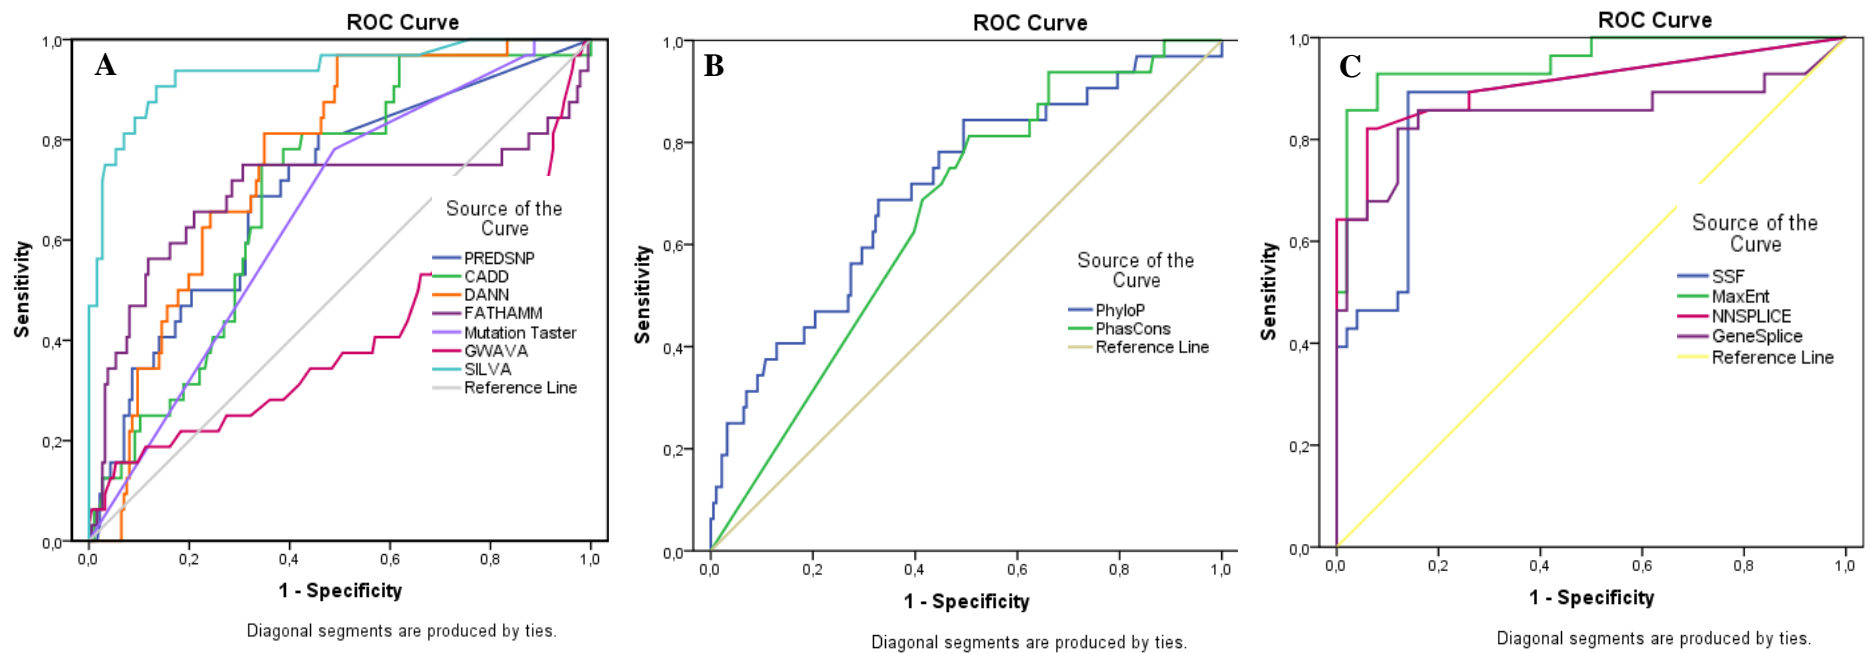 ROC Curve
A
1,0
0,8
0,6
0,4
0,2
0,0
Sensitivity
Source of the
Curve
PREDSNP
CADD
DANN
FATHAMM
Mutation Taster
GWAVA
SILVA
Reference Line
0,0 0,2 0,4 0,6 0,8 1,0
1 - Specificity
Diagonal segments are produced by ties.
ROC Curve
B
1,0
0,8
0,6
0,4
0,2
0,0
Sensitivity
Source of the
Curve
PhyloP
PhasCons
Reference Line
0,0 0,2 0,4 0,6 0,8 1,0
1 - Specificity
Diagonal segments are produced by ties.
ROC Curve
C
1,0
0,8
0,6
0,4
0,2
0,0
Sensitivity
Source of the
Curve
SSF
MaxEnt
NNSPLICE
GeneSplice
Reference Line
0,0 0,2 0,4 0,6 0,8 1,0
1 - Specificity
Diagonal segments are produced by ties.